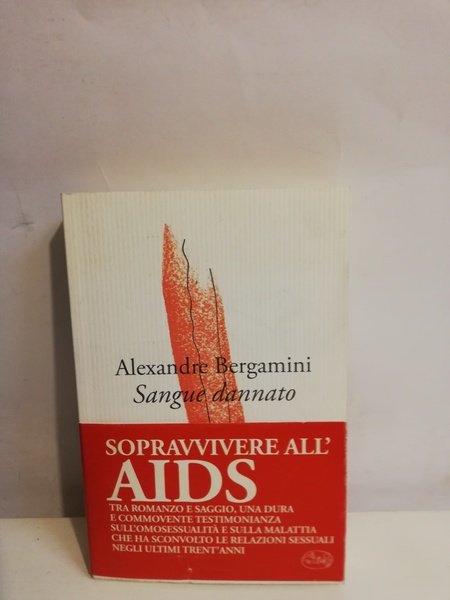 Alexandre Bergamini
Sangue dannato
SOPRAVVIVERE ALL'
AIDS
TRA ROMANZO E SAGGIO, UNA DURA
E COMMOVENTE TESTIMONIANZA
SULL'OMOSESSUALITÀ E SULLA MALATTIA
CHE HA SCONVOLTO LE RELAZIONI SESSUALI
NEGLI ULTIMI TRENT'ANNI